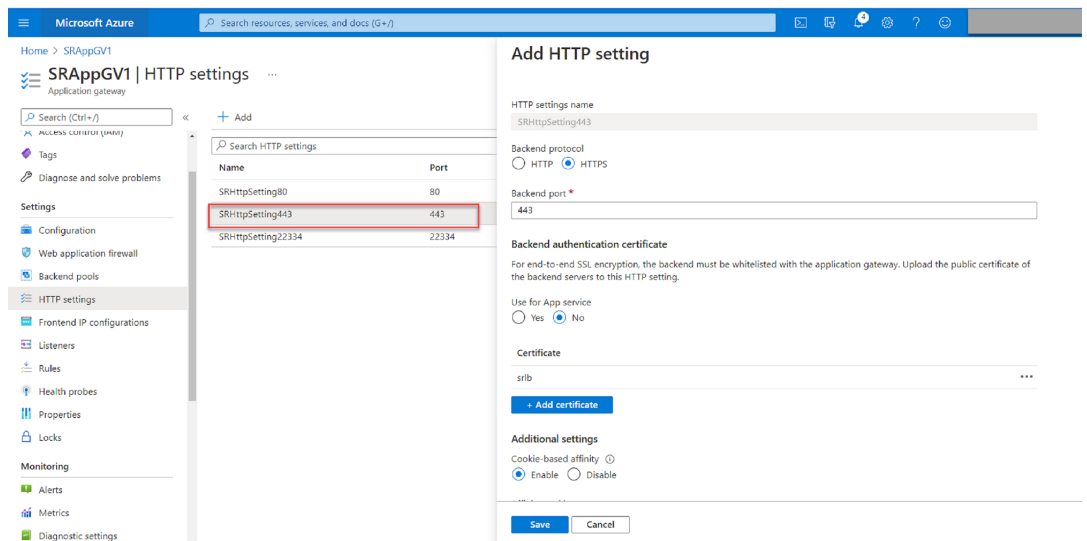 Microsoft Azure
Search resources, services, and docs (G+/)
4
Home > SRAppGV1
SRAppGV1 | HTTP settings ...
Application gateway
Search (Ctrl+/)
«
Access control (IAM)
Tags
Diagnose and solve problems
Settings
Configuration
Web application firewall
Backend pools
HTTP settings
Frontend IP configurations
Listeners
Rules
Health probes
Properties
Locks
Monitoring
Alerts
Metrics
Diagnostic settings
+ Add
Search HTTP settings
Name Port
SRHttpSetting80 80
SRHttpSetting443 443
SRHttpSetting22334 22334
Add HTTP setting
HTTP settings name
SRHttpSetting443
Backend protocol
HTTP HTTPS
Backend port *
443
Backend authentication certificate
For end-to-end SSL encryption, the backend must be whitelisted with the application gateway. Upload the public certificate of
the backend servers to this HTTP setting.
Use for App service
Yes No
Certificate
srlb ...
+ Add certificate
Additional settings
Cookie-based affinity
Enable Disable
Save Cancel